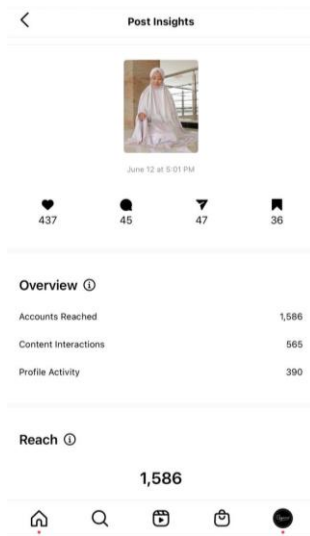 Post Insights
June 12 at 5:01 PM
437 45 47 36
Overview
Accounts Reached 1,586
Content Interactions 565
Profile Activity 390
Reach
1,586